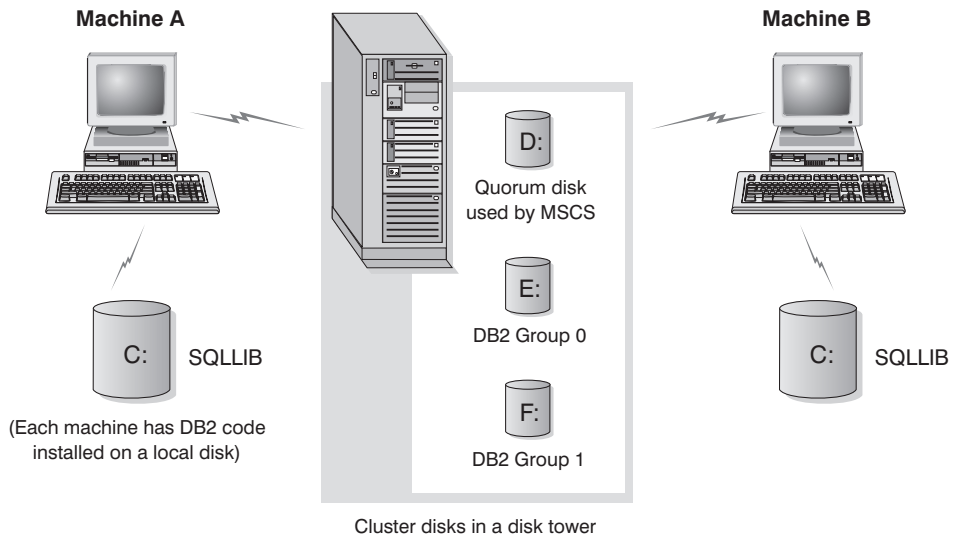 Machine A
Machine B
D:
Quorum disk
used by MSCS
E:
DB2 Group 0
C:
SQLLIB
C:
SQLLIB
(Each machine has DB2 code
installed on a local disk)
F:
DB2 Group 1
Cluster disks in a disk tower